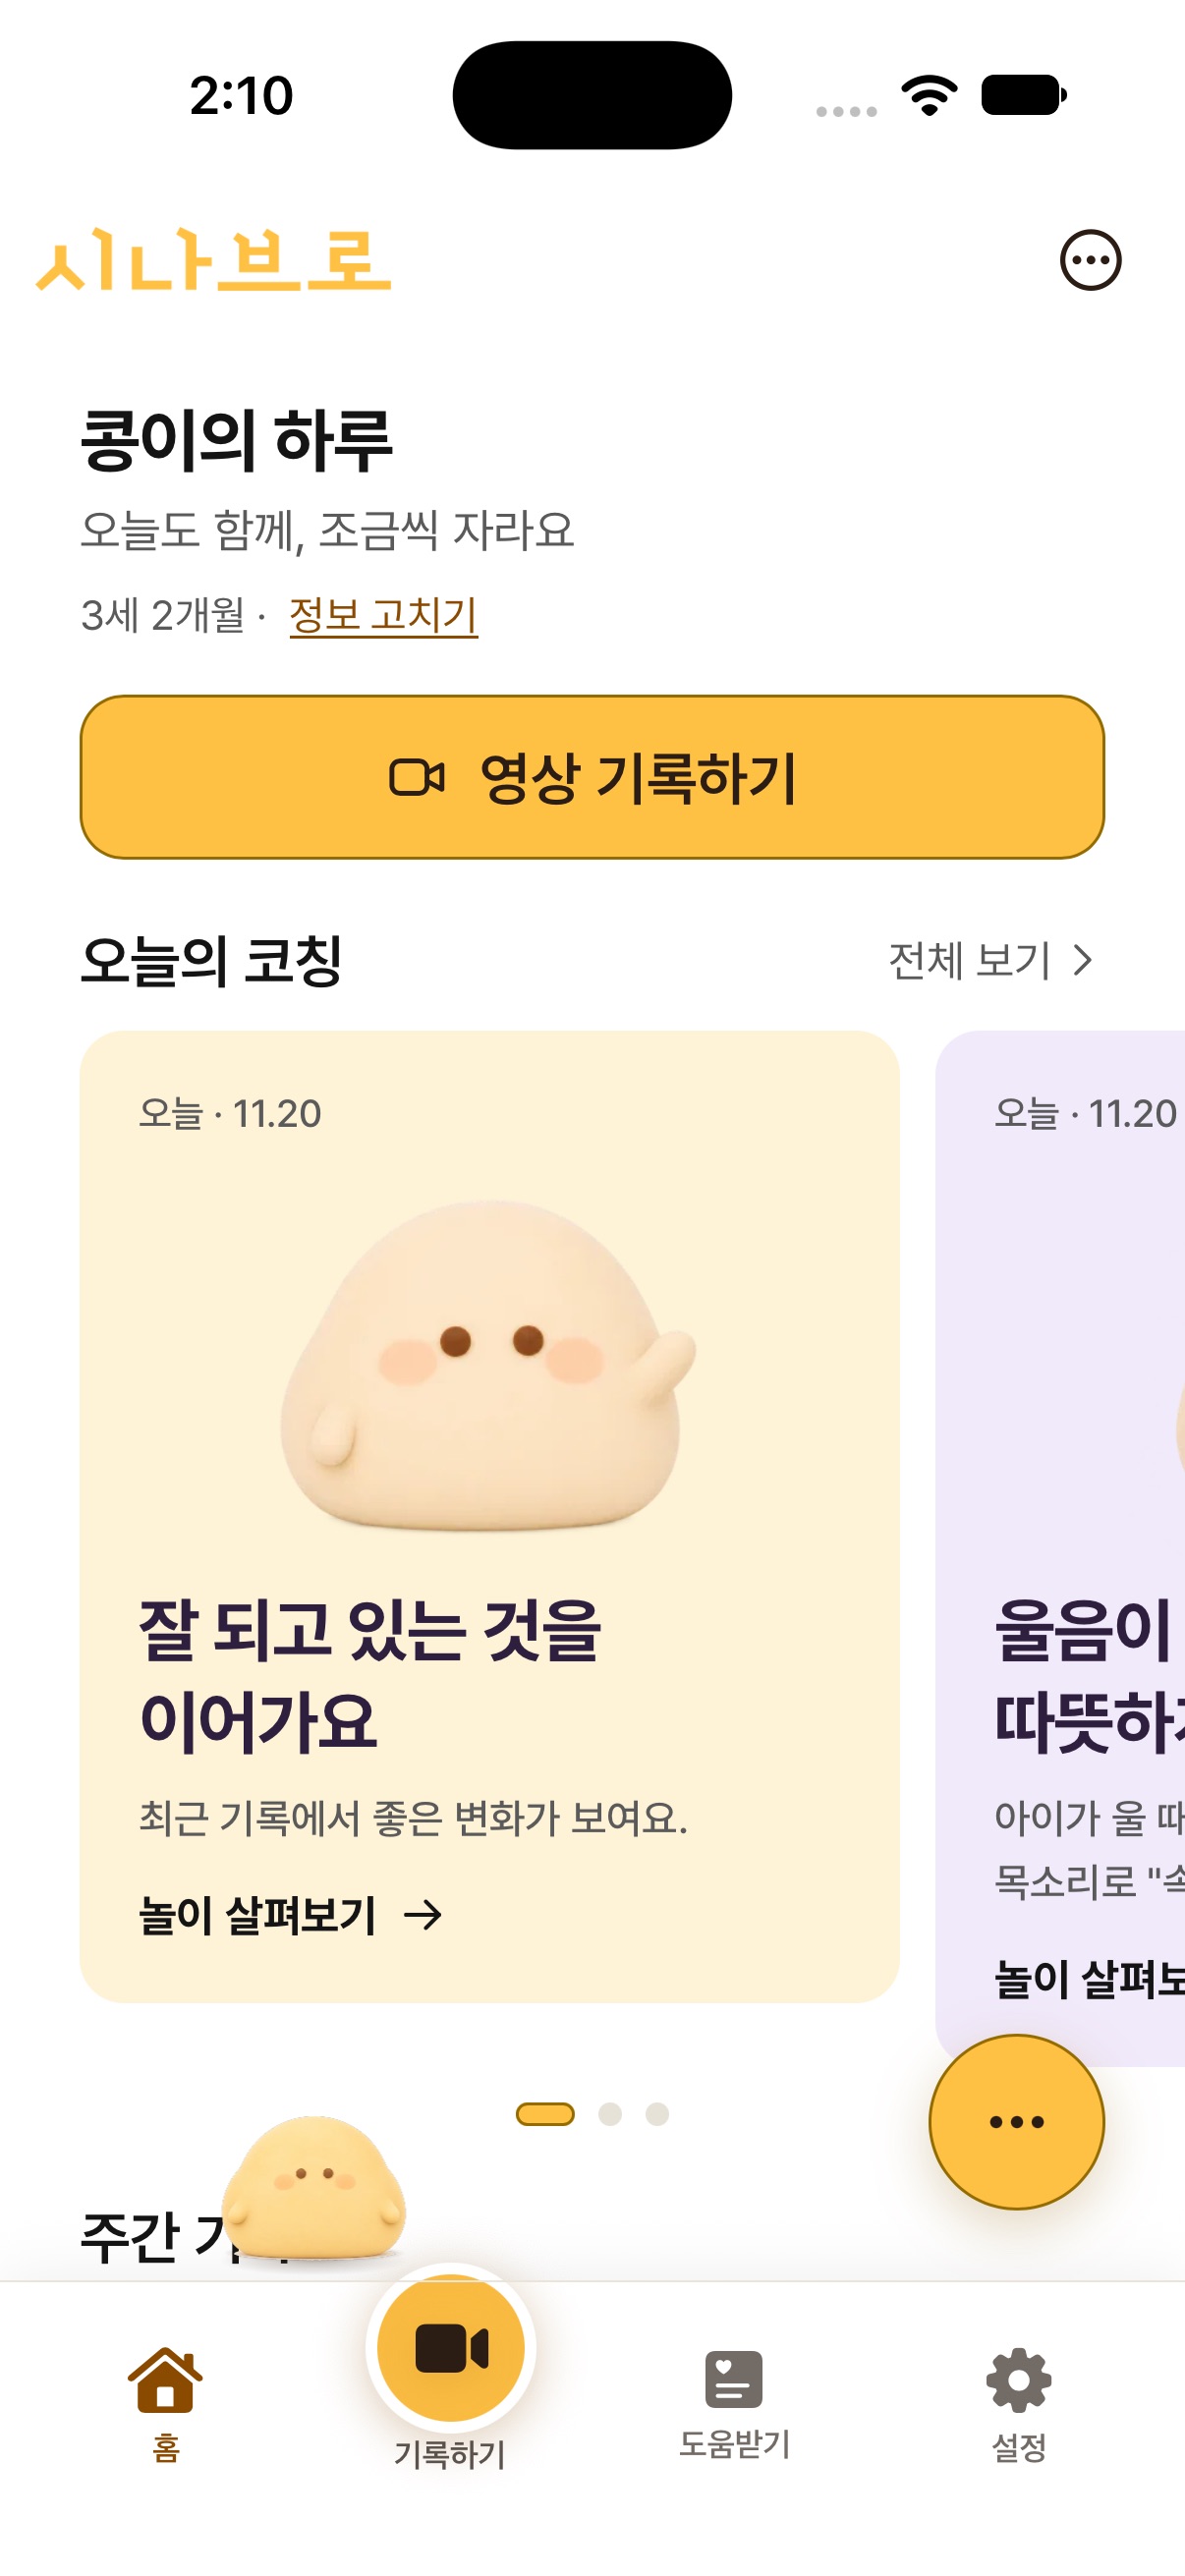 2:10
시나브로
콩이의 하루
오늘도 함께, 조금씩 자라요
3세 2개월 · 정보 고치기
영상 기록하기
오늘의 코칭
전체 보기
오늘 · 11.20
잘 되고 있는 것을
이어가요
최근 기록에서 좋은 변화가 보여요.
놀이 살펴보기
오늘 · 11.20
울음이
아이가 울
목소리로
놀이
주간
홈
기록하기
도움받기
설정